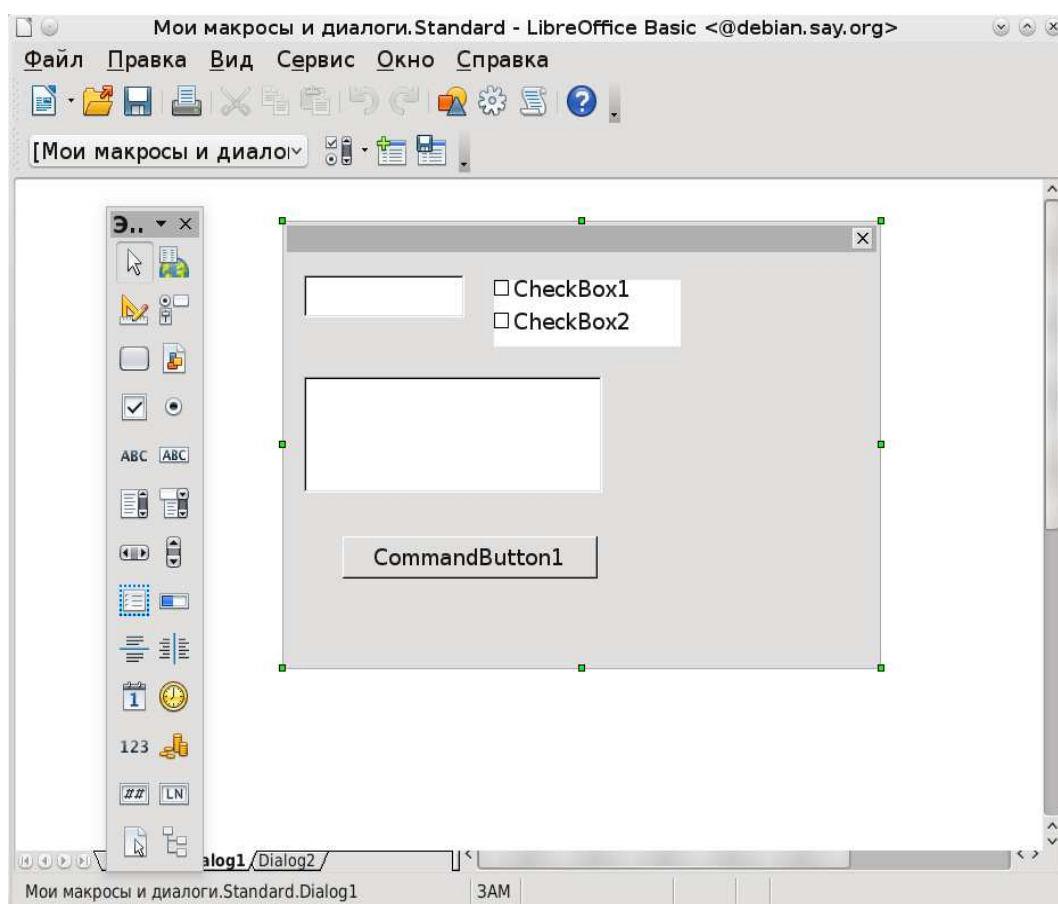 Мои макросы и диалоги.Standard - LibreOffice Basic <@debian.say.org>
Файл Правка Вид Сервис Окно Справка
[Мои макросы и диало
Э..
CheckBox1
CheckBox2
ABC ABC
CommandButton1
1
123
## LN
alog1 Dialog2
Мои макросы и диалоги.Standard.Dialog1 ЗАМ